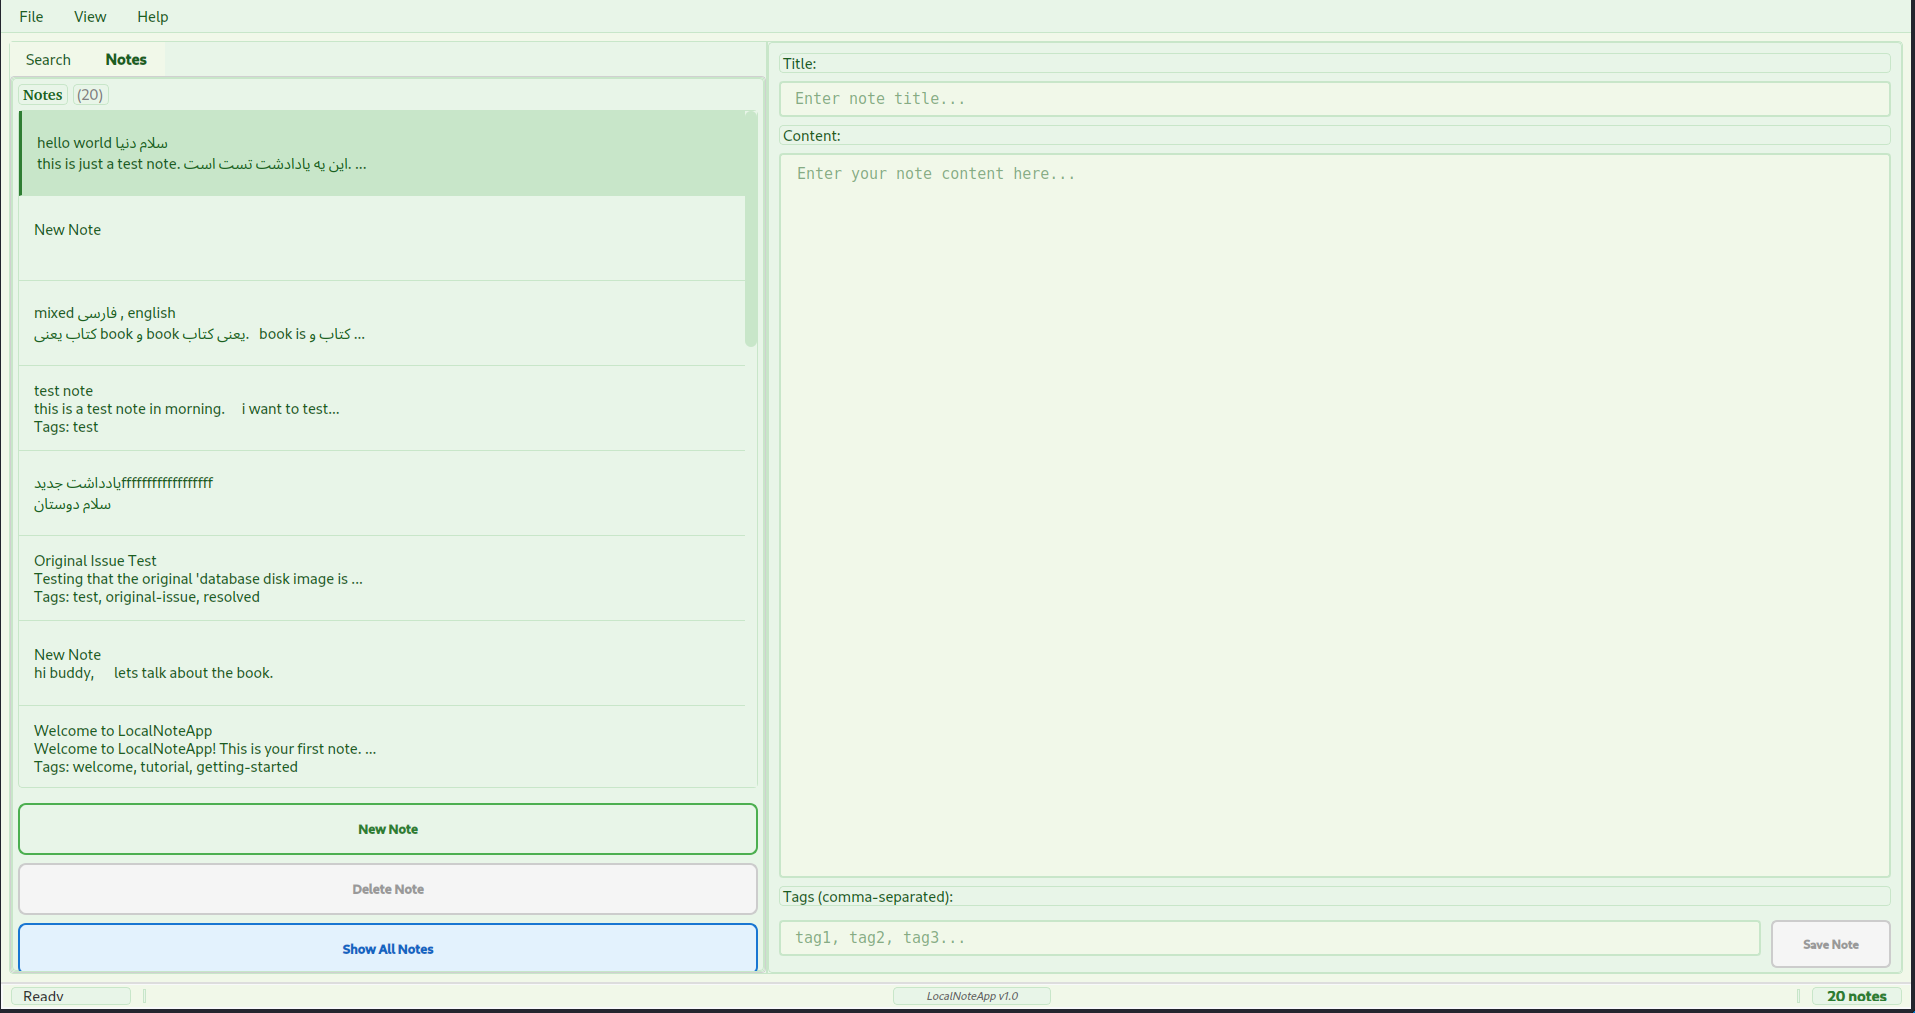 File View Help
Search Notes
Notes (20)
hello world سلام دنیا
this is just a test note. این یه یادادشت تست است. ...
New Note
mixed فارسی , english
کتاب یعنی book و book یعنی کتاب. book is و کتاب ...
test note
this is a test note in morning. i want to test...
Tags: test
یادداشت جدیدffffffffffffffffff
سلام دوستان
Original Issue Test
Testing that the original 'database disk image is ...
Tags: test, original-issue, resolved
New Note
hi buddy, lets talk about the book.
Welcome to LocalNoteApp
Welcome to LocalNoteApp! This is your first note. ...
Tags: welcome, tutorial, getting-started
New Note
Delete Note
Show All Notes
Title:
Enter note title...
Content:
Enter your note content here...
Tags (comma-separated):
tag1, tag2, tag3...
Save Note
Ready
LocalNoteApp v1.0
20 notes